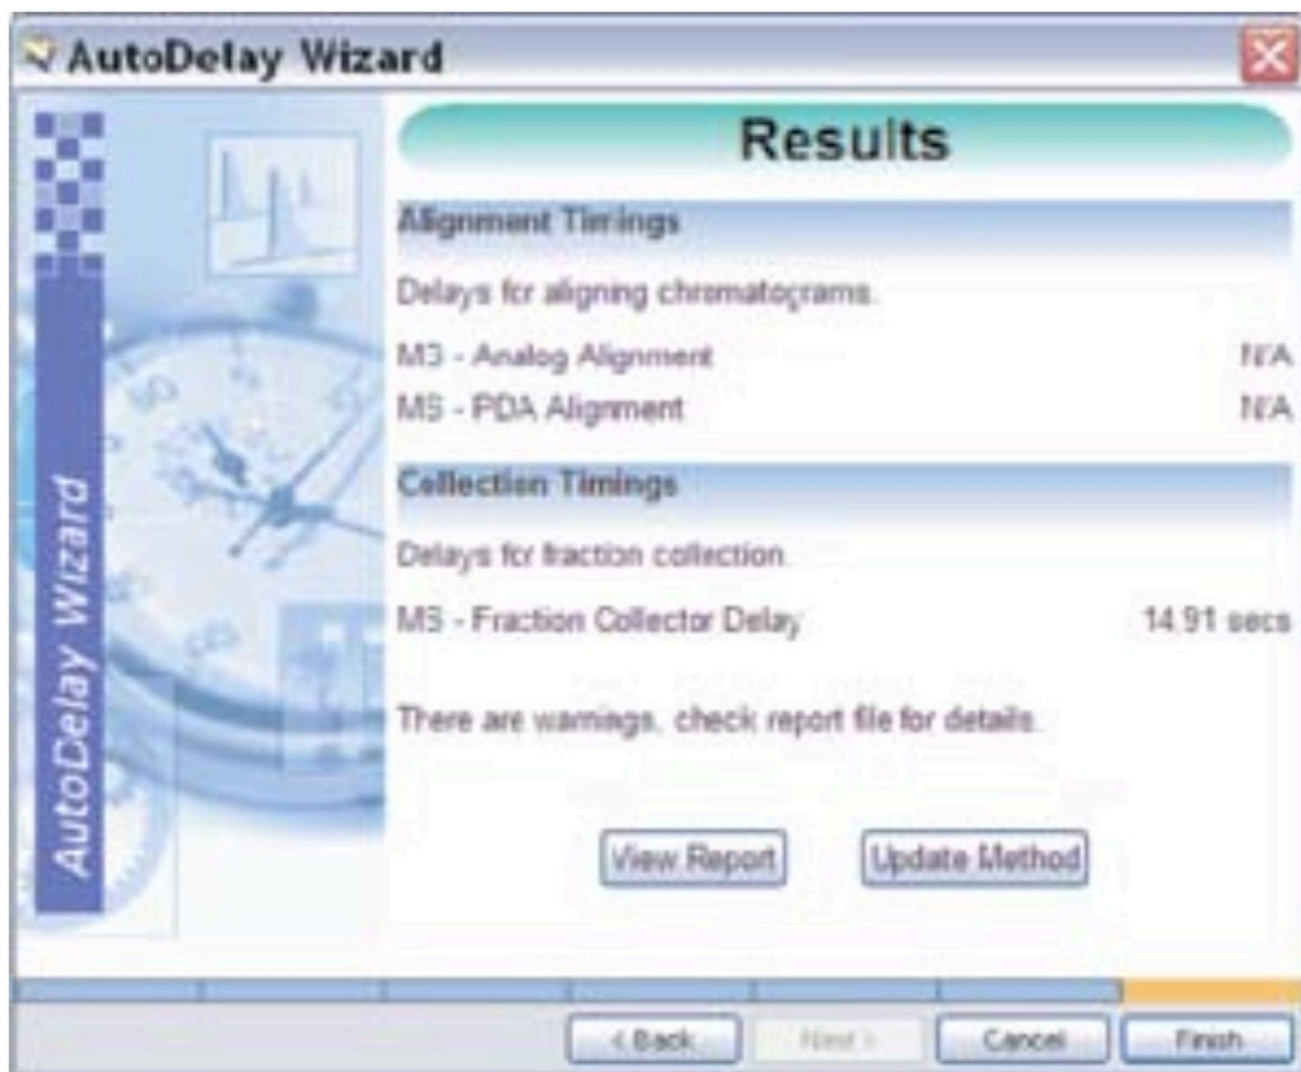 AutoDelay Wizard
Results
Alignment Timings
Delays for aligning chromatograms.
MS - Analog Alignment N/A
MS - PDA Alignment N/A
Collection Timings
Delays for fraction collection.
MS - Fraction Collector Delay 14.91 secs
There are warnings, check report file for details.
View Report Update Method
AutoDelay Wizard
< Back Next > Cancel Finish